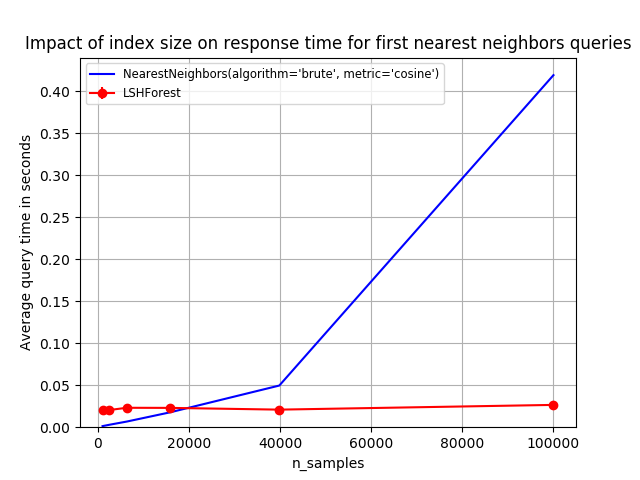 Impact of index size on response time for first nearest neighbors queries
NearestNeighbors(algorithm='brute', metric='cosine')
LSHForest
Average query time in seconds
0.40
0.35
0.30
0.25
0.20
0.15
0.10
0.05
0.00
0 20000 40000 60000 80000 100000
n_samples